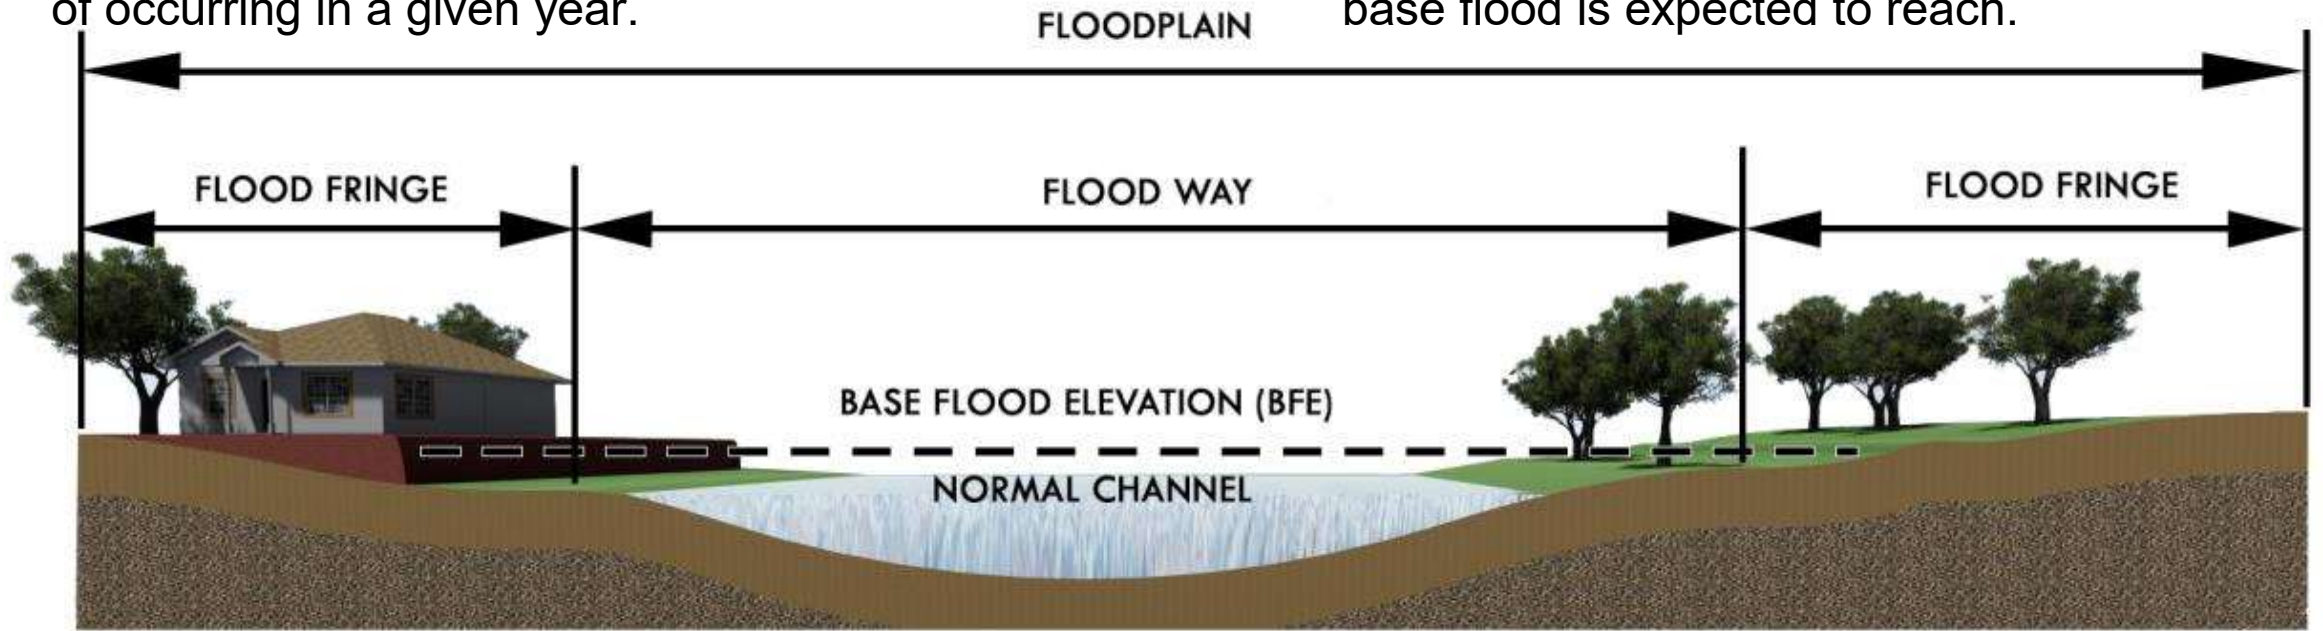 of occurring in a given year.
base flood is expected to reach.
FLOODPLAIN
FLOOD FRINGE
FLOOD WAY
FLOOD FRINGE
BASE FLOOD ELEVATION (BFE)
NORMAL CHANNEL